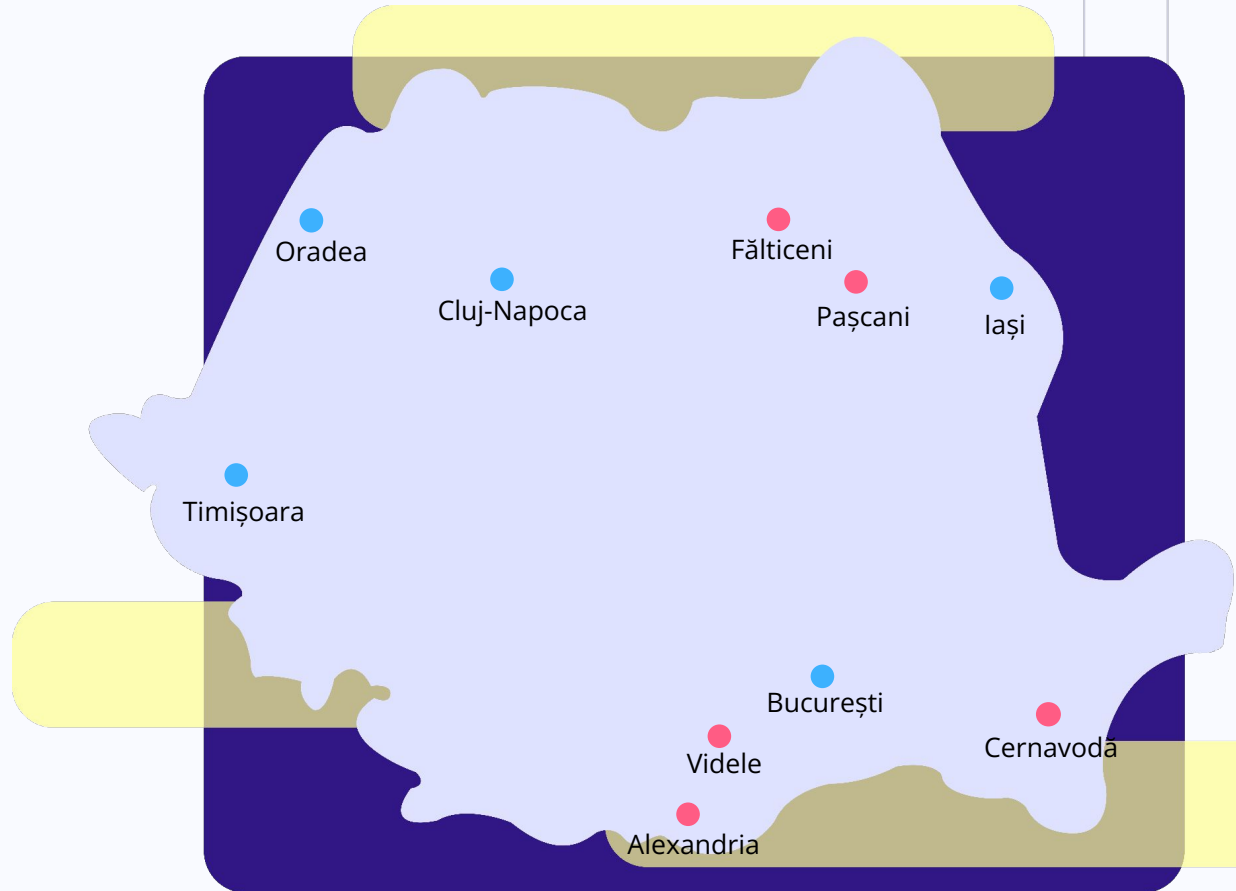 Oradea
Fălticeni
Cluj-Napoca
Pașcani
Iași
Timișoara
București
Cernavodă
Videle
Alexandria